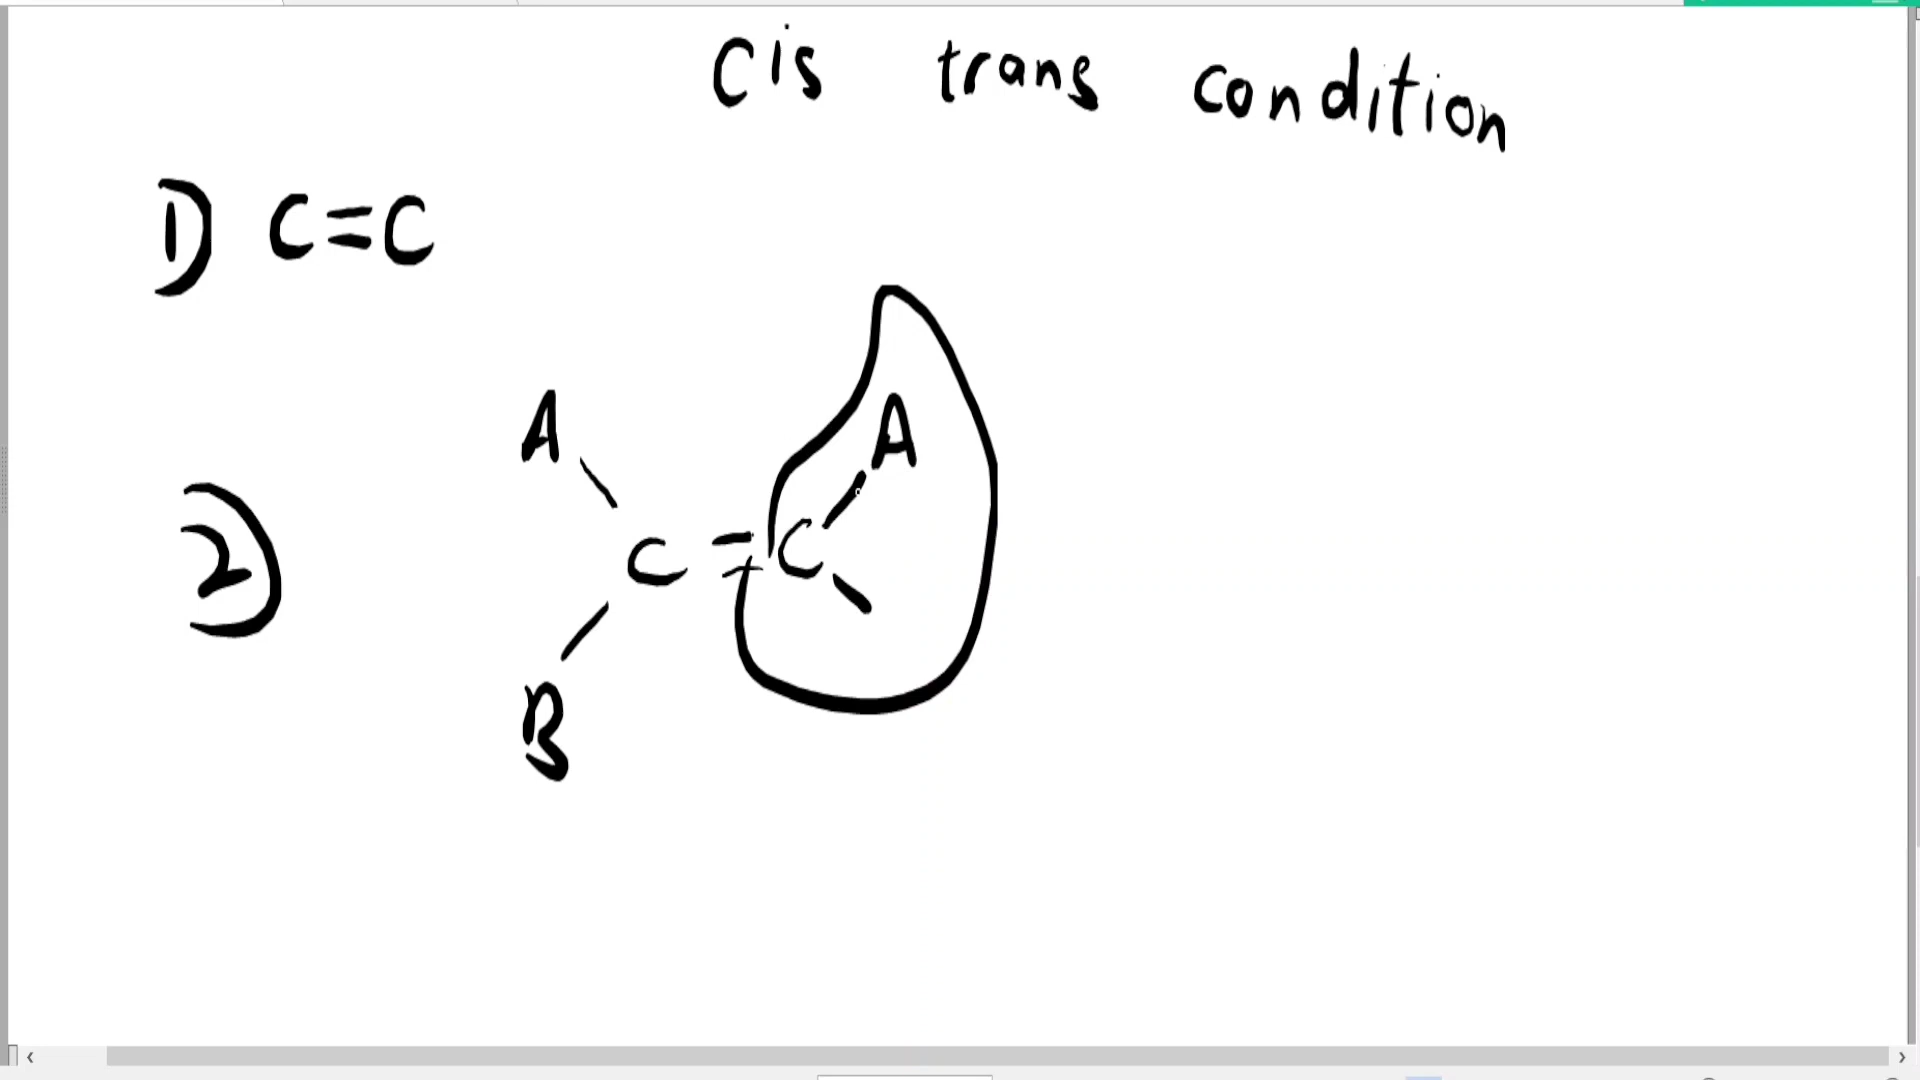 cis trans condition
1) C=C
A A
2) C = C
B